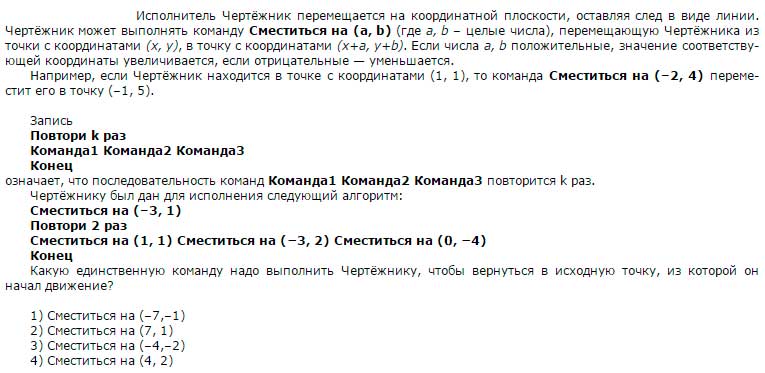 Исполнитель Чертёжник перемещается на координатной плоскости, оставляя след в виде линии.
Чертёжник может выполнять команду Сместиться на (a, b) (где a, b – целые числа), перемещающую Чертёжника из
точки с координатами (x, y), в точку с координатами (x+a, y+b). Если числа a, b положительные, значение соответству-
ющей координаты увеличивается, если отрицательные — уменьшается.
Например, если Чертёжник находится в точке с координатами (1, 1), то команда Сместиться на (−2, 4) переме-
стит его в точку (–1, 5).
Запись
Повтори k раз
Команда1 Команда2 Команда3
Конец
означает, что последовательность команд Команда1 Команда2 Команда3 повторится k раз.
Чертёжнику был дан для исполнения следующий алгоритм:
Сместиться на (−3, 1)
Повтори 2 раз
Сместиться на (1, 1) Сместиться на (−3, 2) Сместиться на (0, −4)
Конец
Какую единственную команду надо выполнить Чертёжнику, чтобы вернуться в исходную точку, из которой он
начал движение?
1) Сместиться на (–7,–1)
2) Сместиться на (7, 1)
3) Сместиться на (–4,–2)
4) Сместиться на (4, 2)